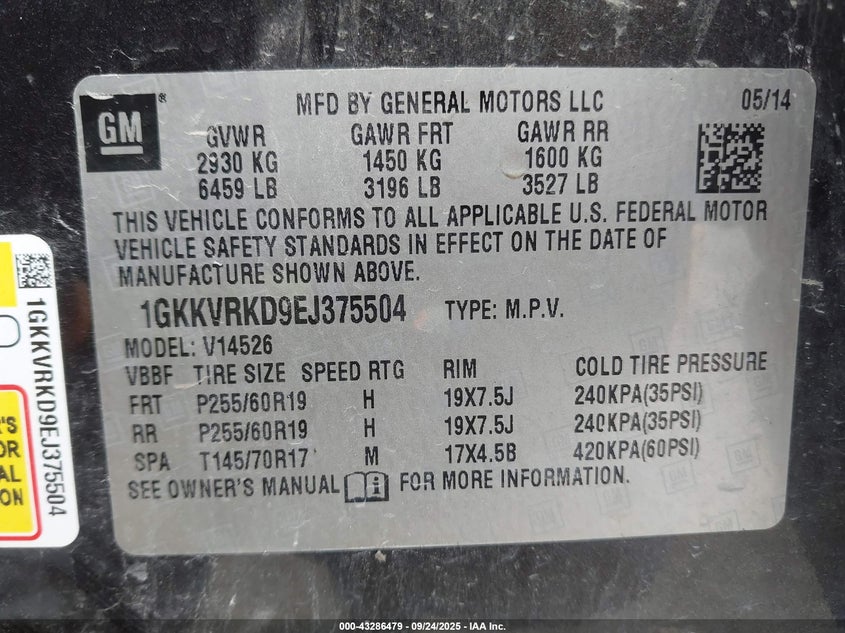 GM ®
MFD BY GENERAL MOTORS LLC 05/14
GVWR GAWR FRT GAWR RR
2930 KG 1450 KG 1600 KG
6459 LB 3196 LB 3527 LB
THIS VEHICLE CONFORMS TO ALL APPLICABLE U.S. FEDERAL MOTOR
VEHICLE SAFETY STANDARDS IN EFFECT ON THE DATE OF
MANUFACTURE SHOWN ABOVE.
1GKKVRKD9EJ375504 TYPE: M.P.V.
MODEL: V14526
VBBF TIRE SIZE SPEED RTG RIM COLD TIRE PRESSURE
FRT P255/60R19 H 19X7.5J 240KPA(35PSI)
RR P255/60R19 H 19X7.5J 240KPA(35PSI)
SPA T145/70R17 M 17X4.5B 420KPA(60PSI)
SEE OWNER'S MANUAL FOR MORE INFORMATION.
1GKKVRKD9EJ375504
000-43286479 - 09/24/2025 - IAA Inc.